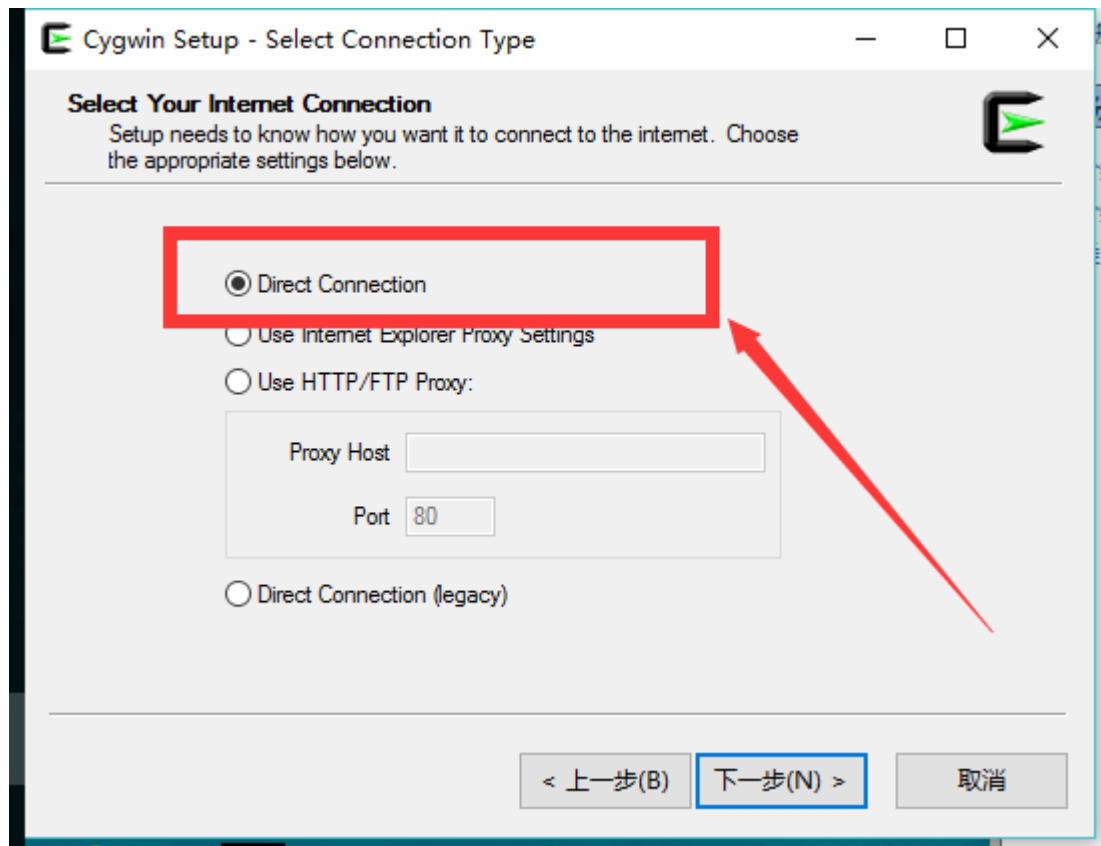 Cygwin Setup - Select Connection Type
Select Your Internet Connection
Setup needs to know how you want it to connect to the internet. Choose
the appropriate settings below.
Direct Connection
Use Internet Explorer Proxy Settings
Use HTTP/FTP Proxy:
Proxy Host
Port 80
Direct Connection (legacy)
< 上一步(B) 下一步(N) > 取消